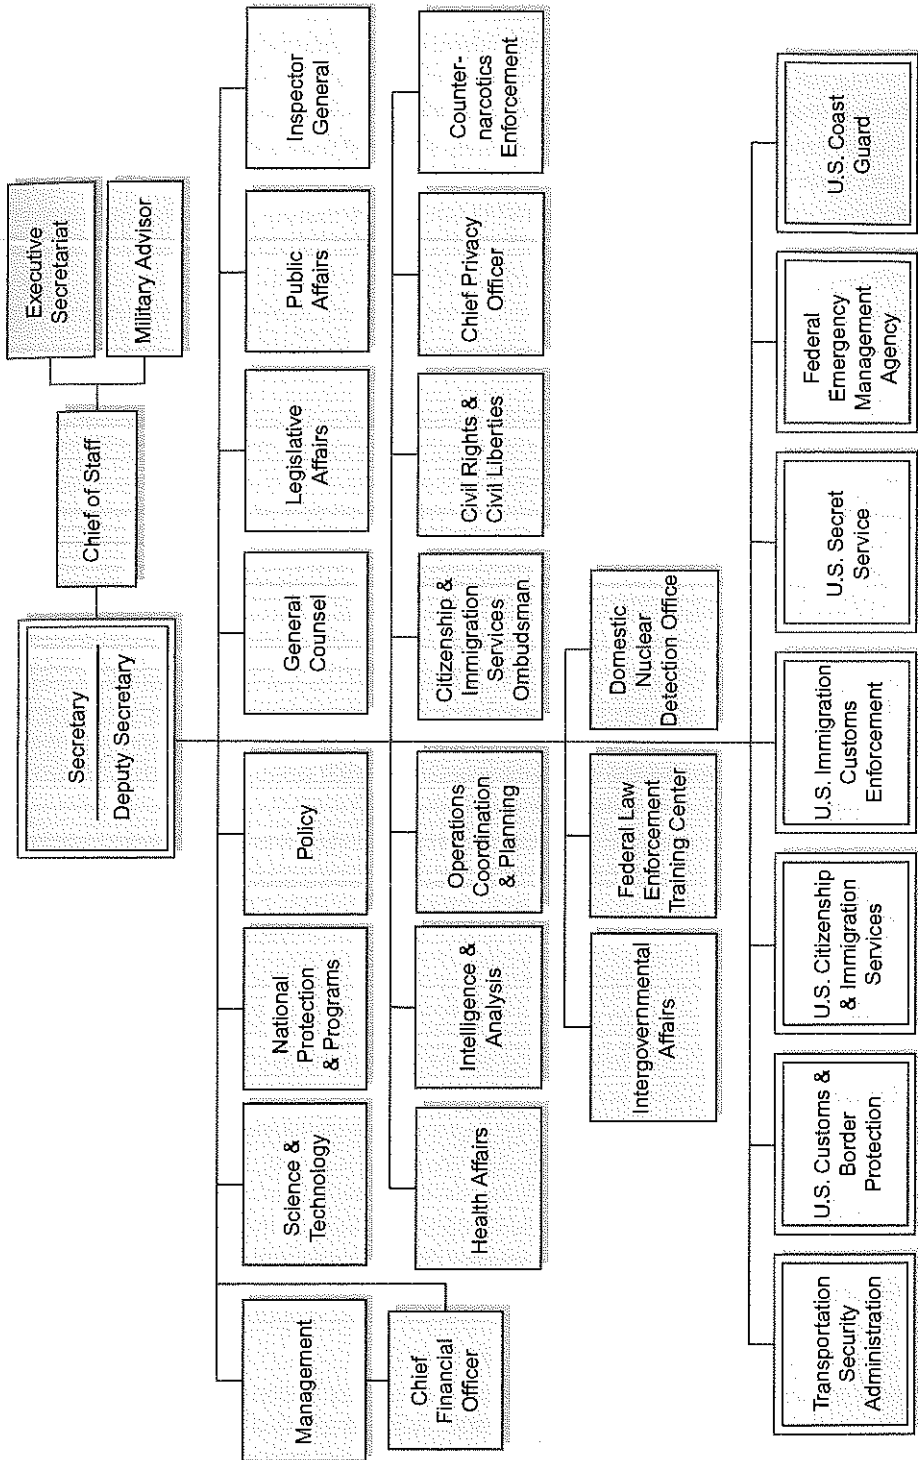 Secretary
Deputy Secretary
Chief of Staff
Executive
Secretariat
Military Advisor
Management
Chief
Financial
Officer
Science &
Technology
National
Protection
& Programs
Policy
General
Counsel
Legislative
Affairs
Public
Affairs
Inspector
General
Health Affairs
Intelligence &
Analysis
Operations
Coordination
& Planning
Citizenship &
Immigration
Services
Ombudsman
Civil Rights &
Civil Liberties
Chief Privacy
Officer
Counter-
narcotics
Enforcement
Intergovernmental
Affairs
Federal Law
Enforcement
Training Center
Domestic
Nuclear
Detection Office
Transportation
Security
Administration
U.S. Customs &
Border
Protection
U.S. Citizenship
& Immigration
Services
U.S. Immigration
Customs
Enforcement
U.S. Secret
Service
Federal
Emergency
Management
Agency
U.S. Coast
Guard